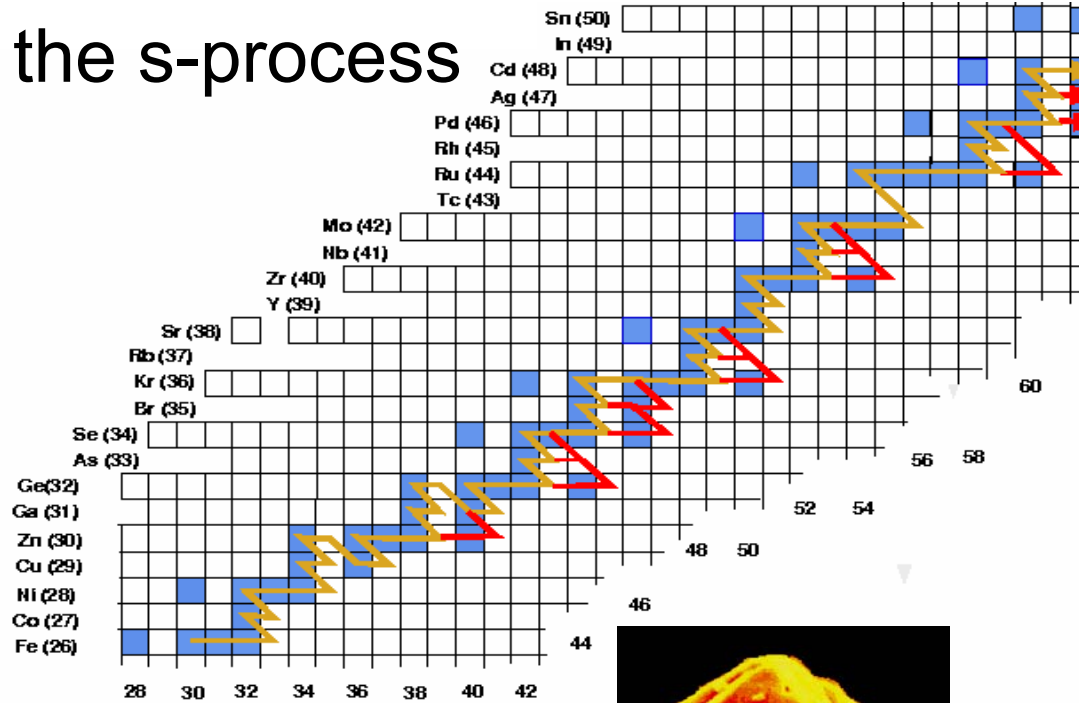 the s-process
Sn (50)
In (49)
Cd (48)
Ag (47)
Pd (46)
Rh (45)
Ru (44)
Tc (43)
Mo (42)
Nb (41)
Zr (40)
Y (39)
Sr (38)
Rb (37)
Kr (36)
Br (35)
Se (34)
As (33)
Ge(32)
Ga (31)
Zn (30)
Cu (29)
Ni (28)
Co (27)
Fe (26)
60
56 58
52 54
48 50
46
44
28 30 32 34 36 38 40 42